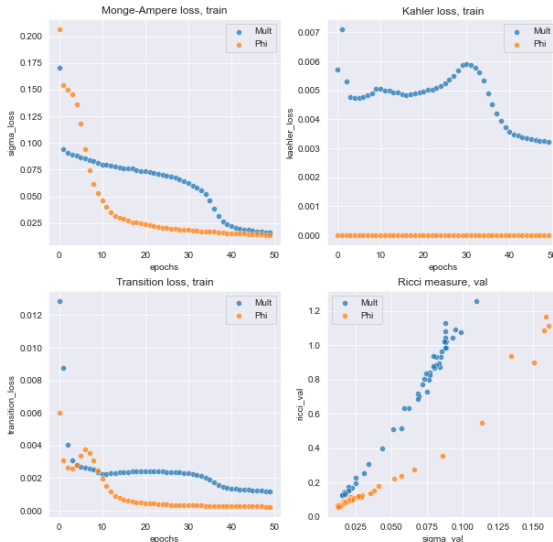 Monge-Ampere loss, train
Mult
Phi
sigma_loss
0.200
0.175
0.150
0.125
0.100
0.075
0.050
0.025
0
10
20
30
40
50
epochs
Kahler loss, train
Mult
Phi
kaehler_loss
0.007
0.006
0.005
0.004
0.003
0.002
0.001
0.000
0
10
20
30
40
50
epochs
Transition loss, train
Mult
Phi
transition_loss
0.012
0.010
0.008
0.006
0.004
0.002
0.000
0
10
20
30
40
50
epochs
Ricci measure, val
Mult
Phi
ricci_val
1.2
1.0
0.8
0.6
0.4
0.2
0.0
0.025
0.050
0.075
0.100
0.125
0.150
sigma_val